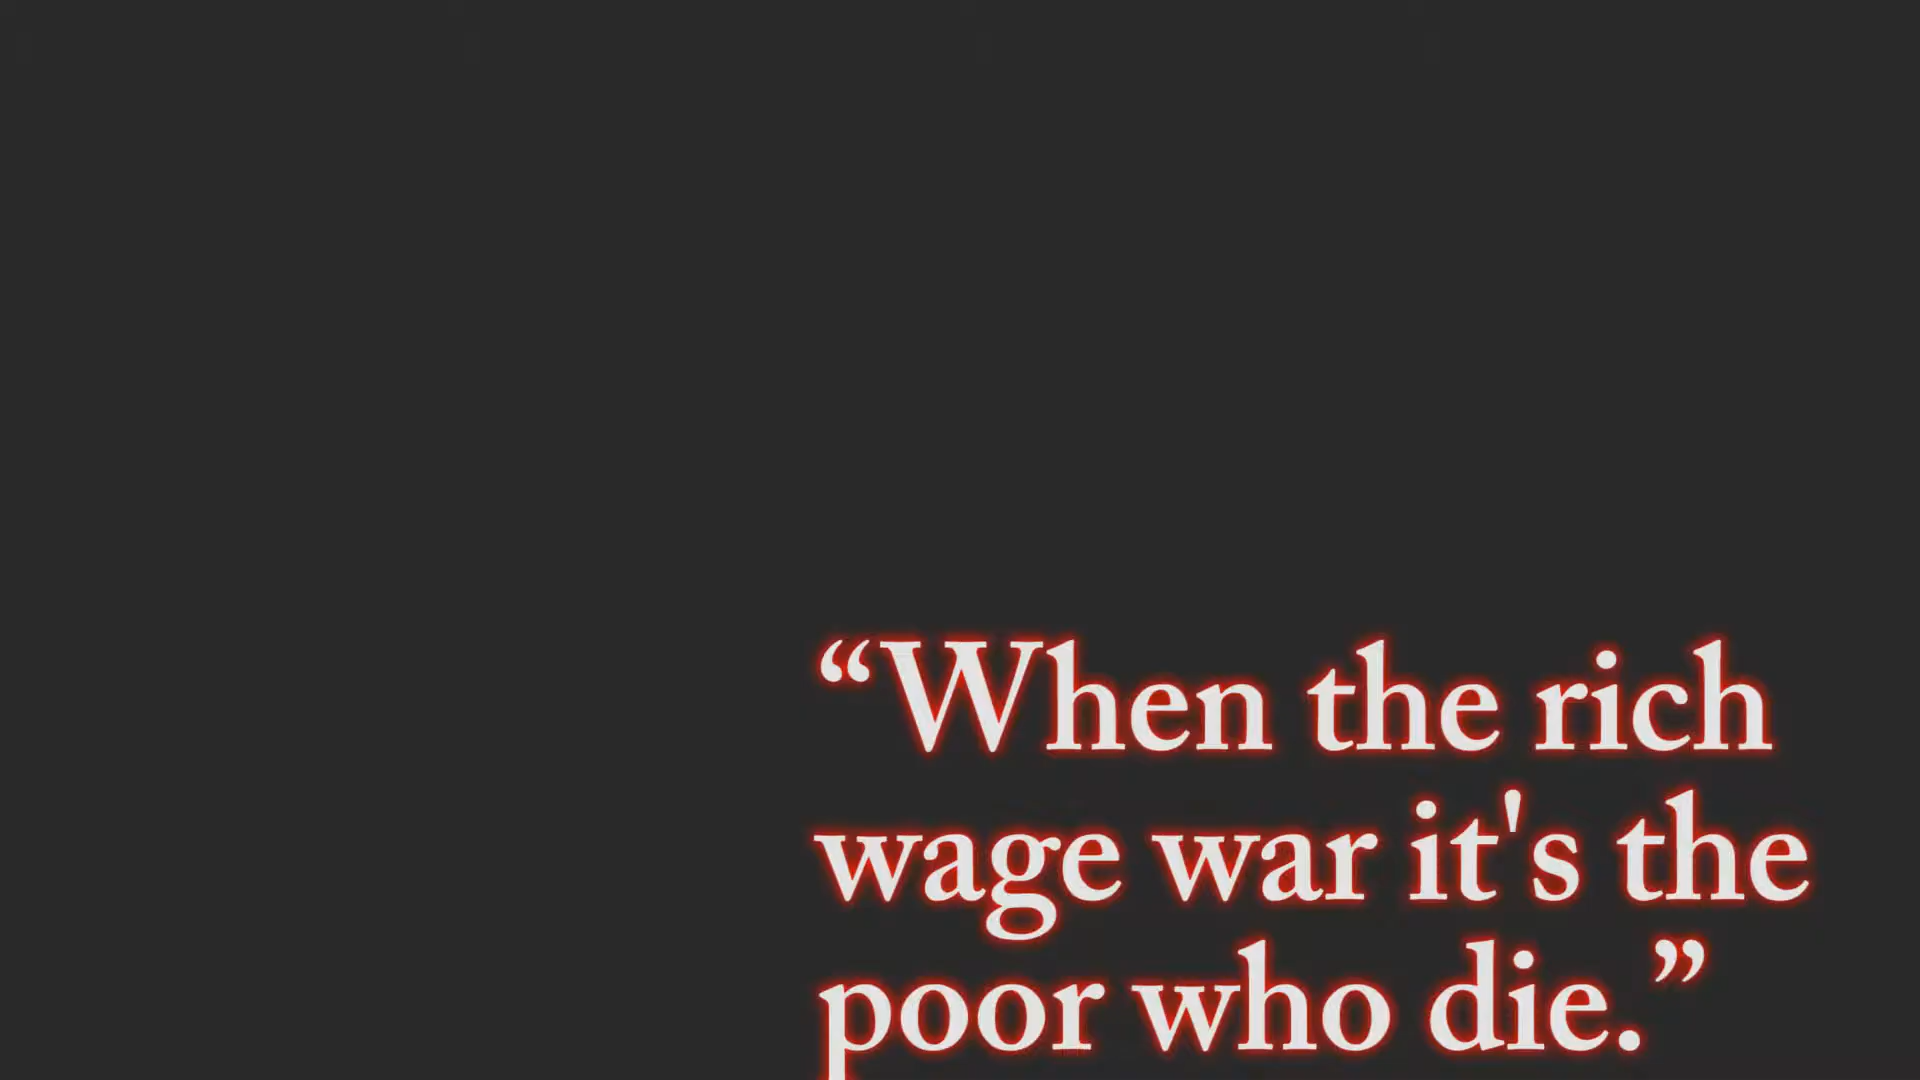 “When the rich
wage war it's the
poor who die.”